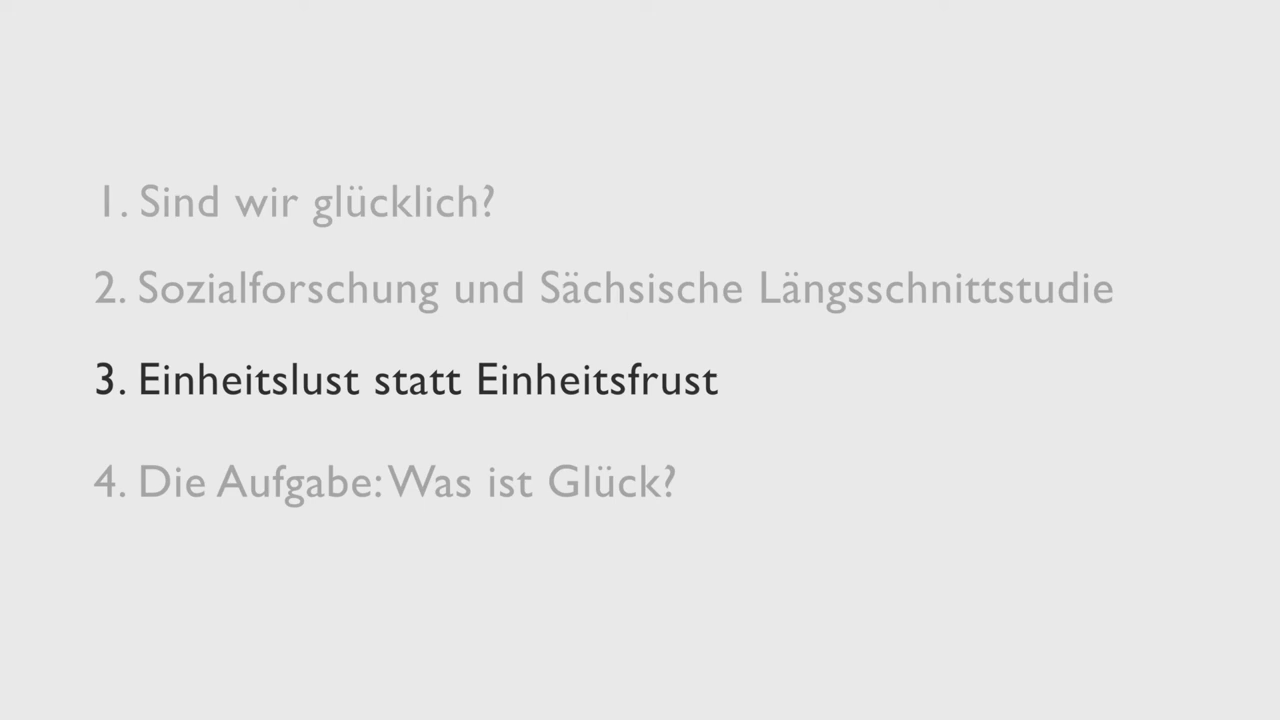 1. Sind wir glücklich?
2. Sozialforschung und Sächsische Längsschnittstudie
3. Einheitslust statt Einheitsfrust
4. Die Aufgabe: Was ist Glück?